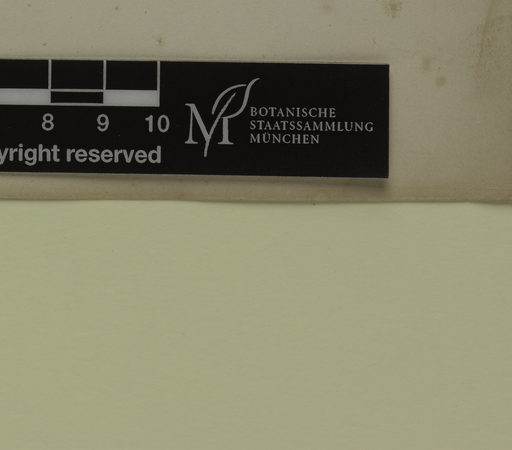 8 9 10
yright reserved
BOTANISCHE
STAATSSAMMLUNG
MÜNCHEN